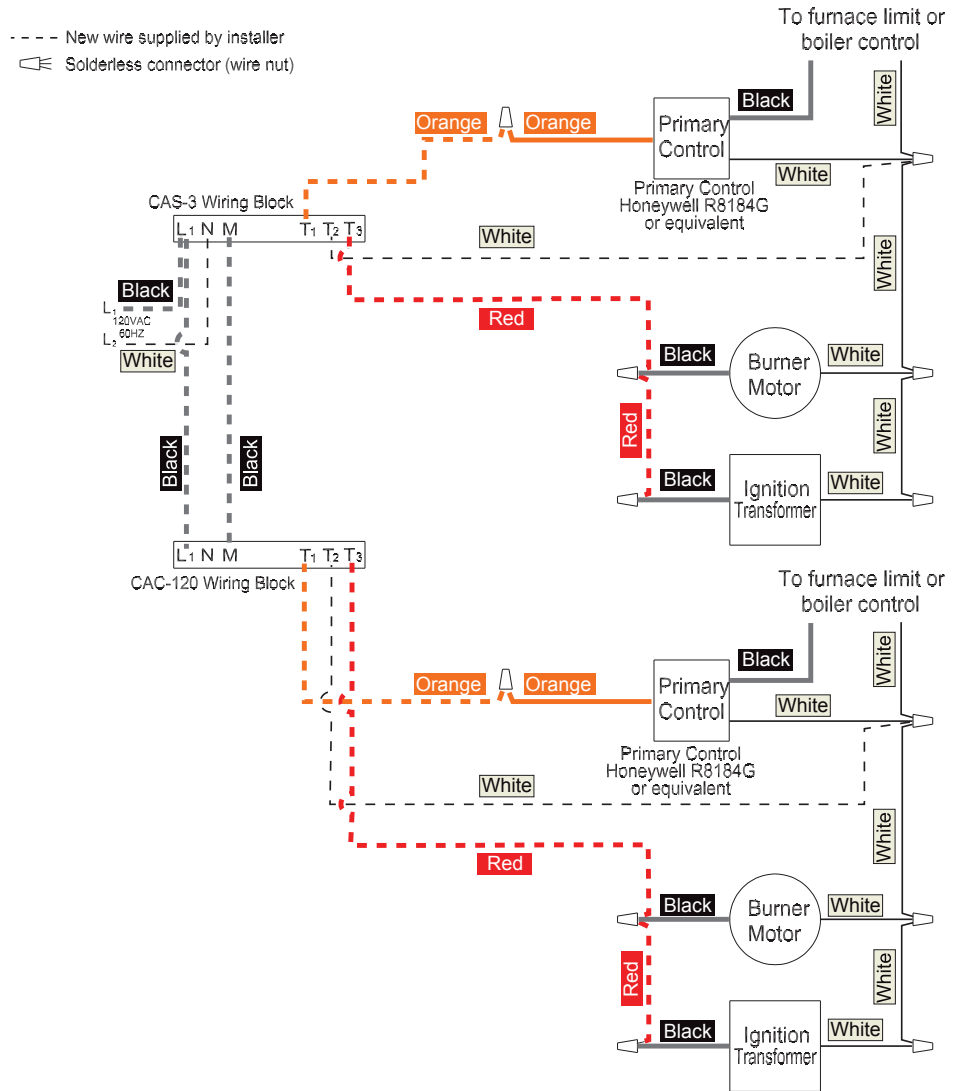 New wire supplied by installer
Solderless connector (wire nut)
To furnace limit or
boiler control
Black
White
Orange
Orange
Primary
Control
White
Primary Control
Honeywell R8184G
or equivalent
CAS-3 Wiring Block
L1 N M T1 T2 T3
White
White
Black
L1
120VAC
60HZ
L2
White
Red
Black
Burner
Motor
White
White
Red
Black
Black
Black
Ignition
Transformer
White
L1 N M T1 T2 T3
CAC-120 Wiring Block
To furnace limit or
boiler control
Black
White
Orange
Orange
Primary
Control
White
Primary Control
Honeywell R8184G
or equivalent
White
White
Red
Black
Burner
Motor
White
White
Red
Black
Ignition
Transformer
White